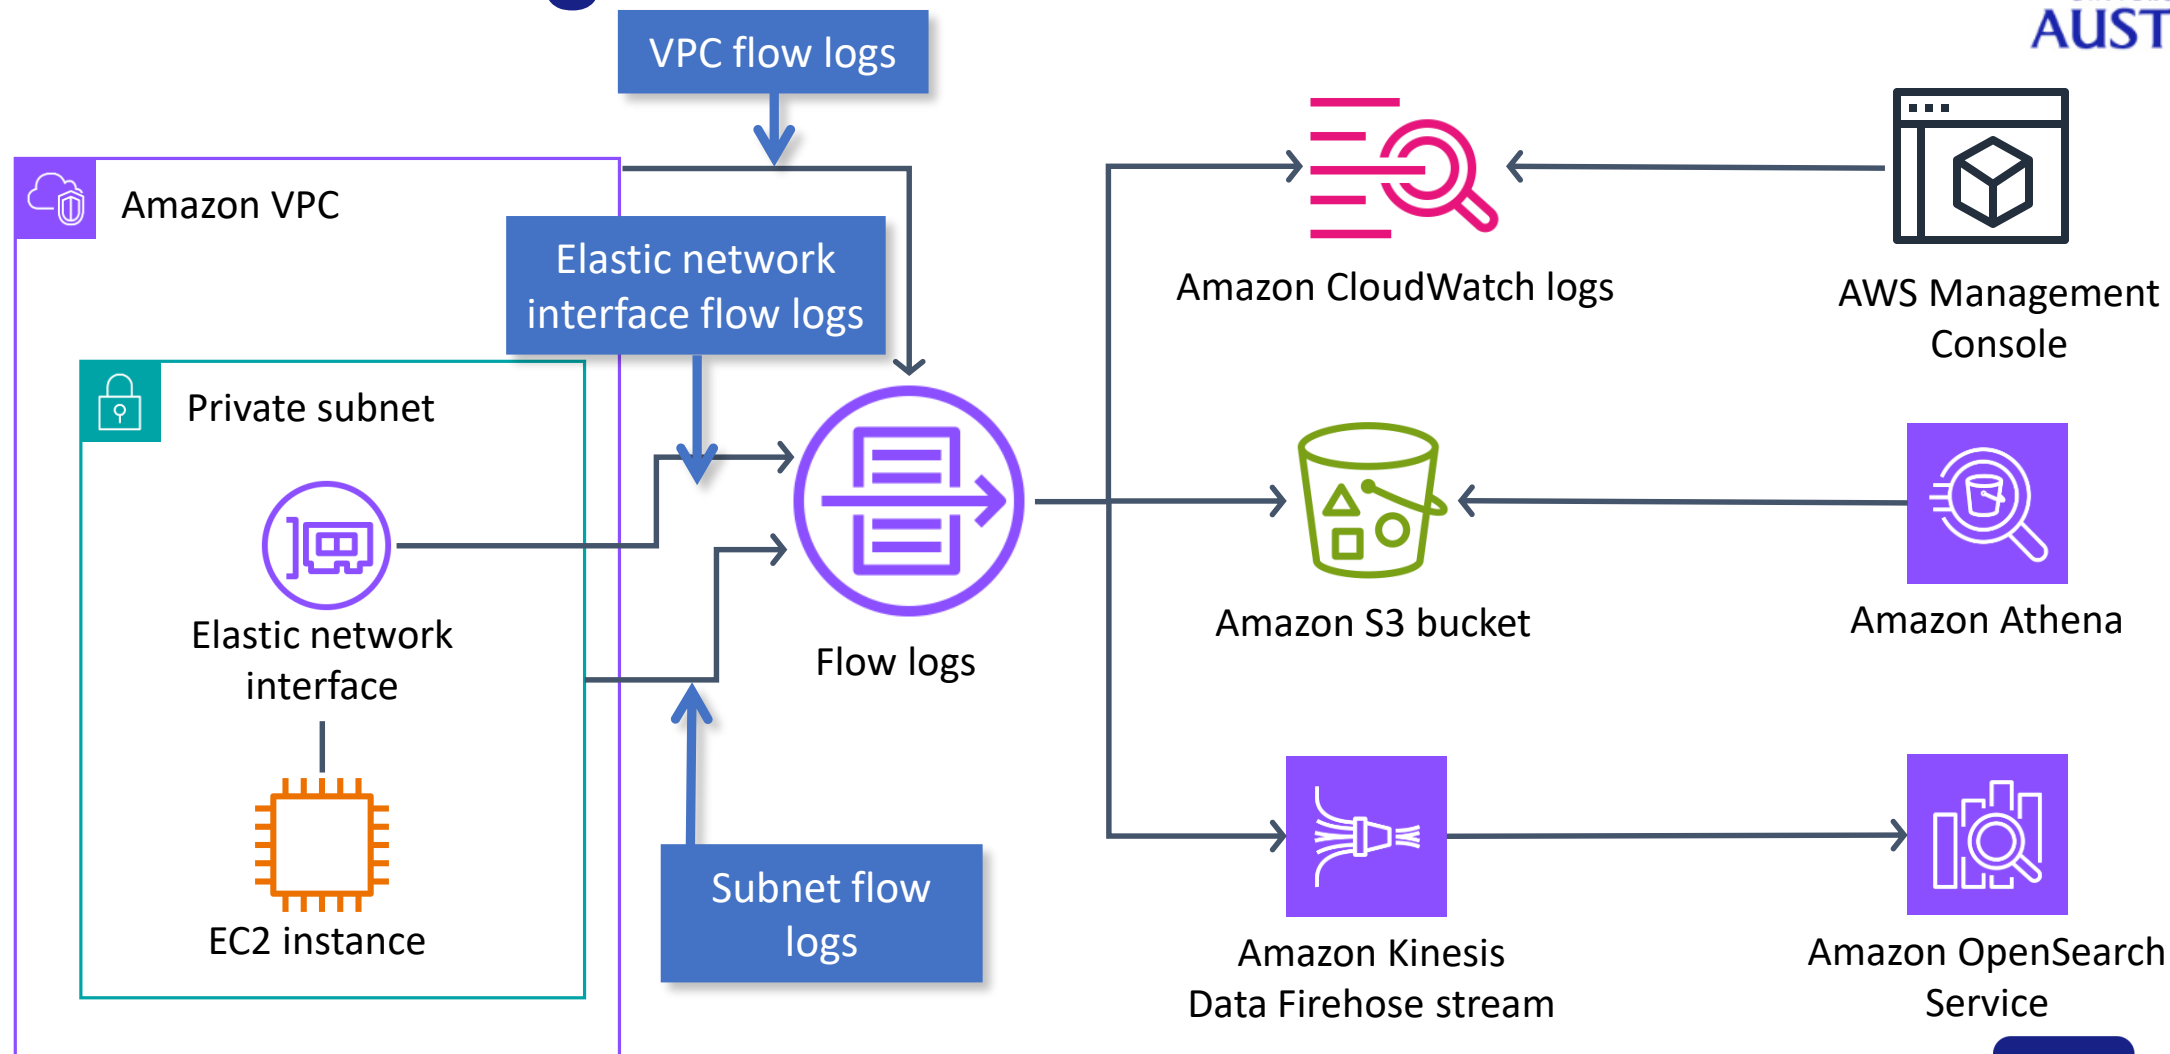 AUST
VPC flow logs
Amazon VPC
Elastic network
interface flow logs
Private subnet
Elastic network
interface
EC2 instance
Subnet flow
logs
Flow logs
Amazon CloudWatch logs
AWS Management
Console
Amazon S3 bucket
Amazon Athena
Amazon Kinesis
Data Firehose stream
Amazon OpenSearch
Service